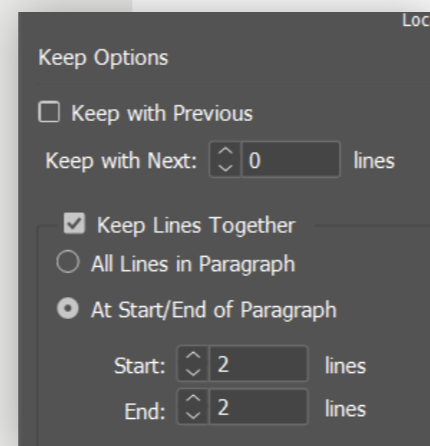 Loc
Keep Options
Keep with Previous
Keep with Next: 0 lines
Keep Lines Together
All Lines in Paragraph
At Start/End of Paragraph
Start: 2 lines
End: 2 lines